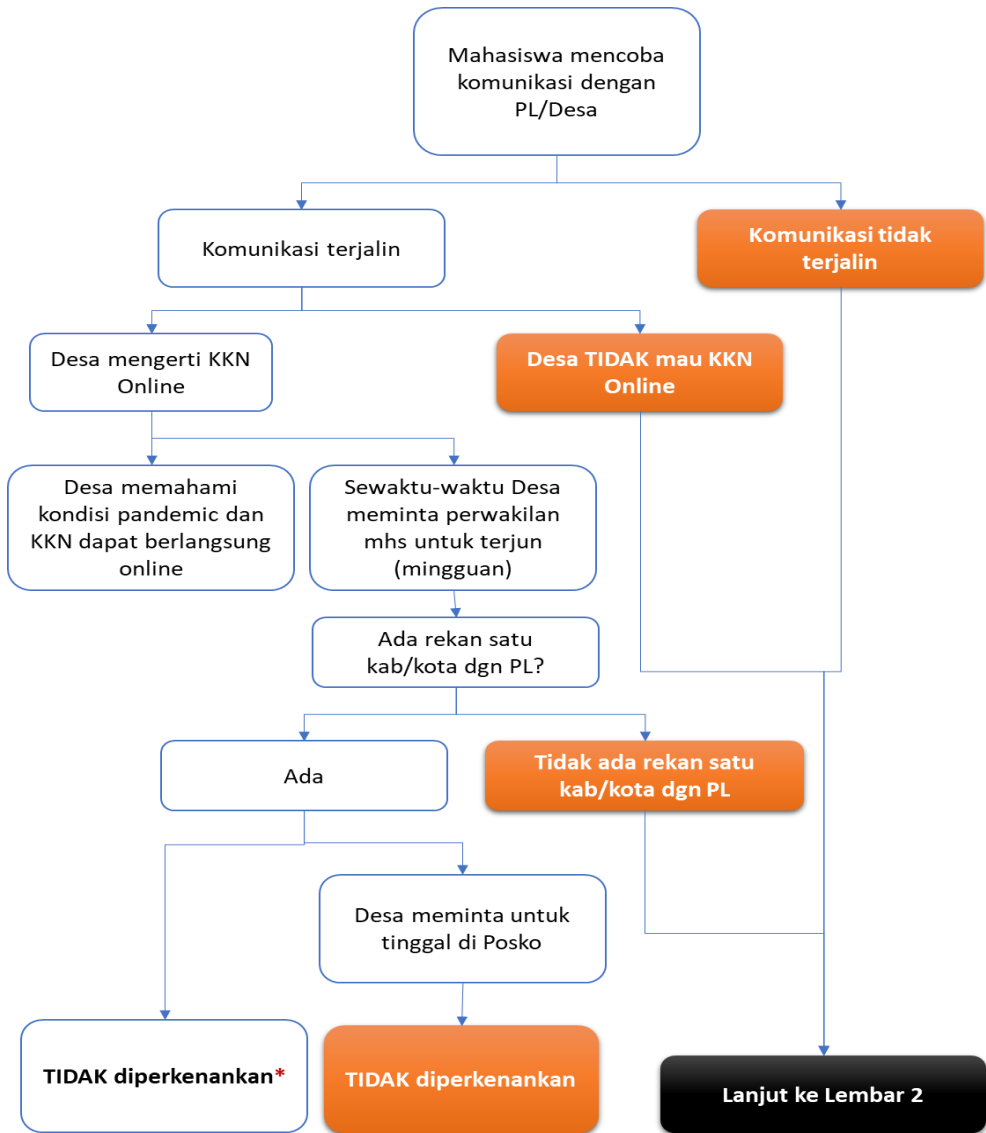 Mahasiswa mencoba
komunikasi dengan
PL/Desa
Komunikasi terjalin
Komunikasi tidak
terjalin
Desa mengerti KKN
Online
Desa TIDAK mau KKN
Online
Desa memahami
kondisi pandemic dan
KKN dapat berlangsung
online
Sewaktu-waktu Desa
meminta perwakilan
mhs untuk terjun
(mingguan)
Ada rekan satu
kab/kota dgn PL?
Ada
Tidak ada rekan satu
kab/kota dgn PL
Desa meminta untuk
tinggal di Posko
TIDAK diperkenankan*
TIDAK diperkenankan
Lanjut ke Lembar 2